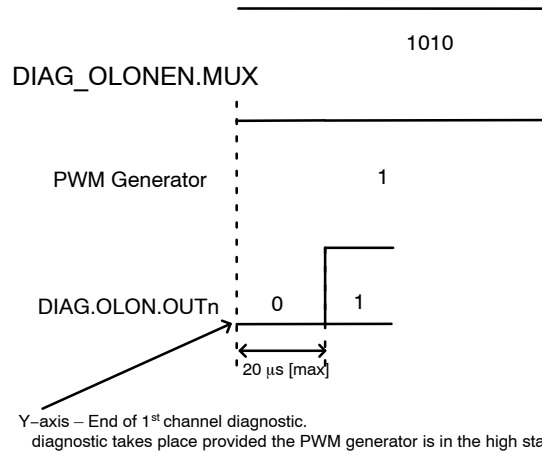 1010
DIAG_OLONEN.MUX
PWM Generator 1
DIAG.OLON.OUTn 0 1
20 μs [max]
Y−axis − End of 1st channel diagnostic.
diagnostic takes place provided the PWM generator is in the high sta